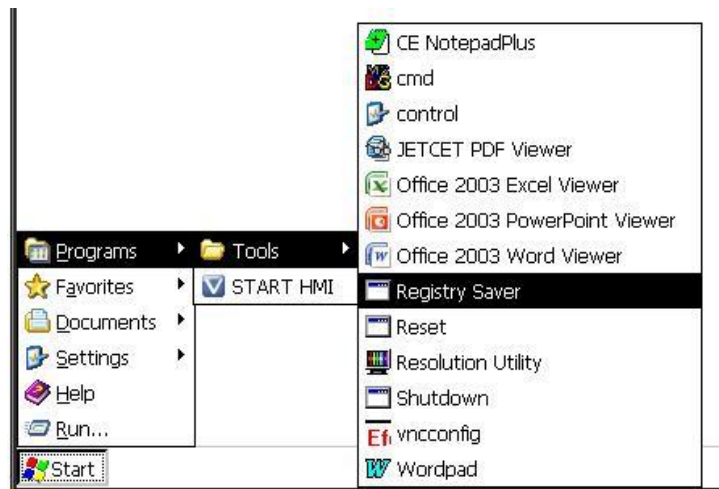 Programs
Favorites
Documents
Settings
Help
Run...
Start
Tools
START HMI
CE NotepadPlus
cmd
control
JETCET PDF Viewer
Office 2003 Excel Viewer
Office 2003 PowerPoint Viewer
Office 2003 Word Viewer
Registry Saver
Reset
Resolution Utility
Shutdown
vncconfig
Wordpad